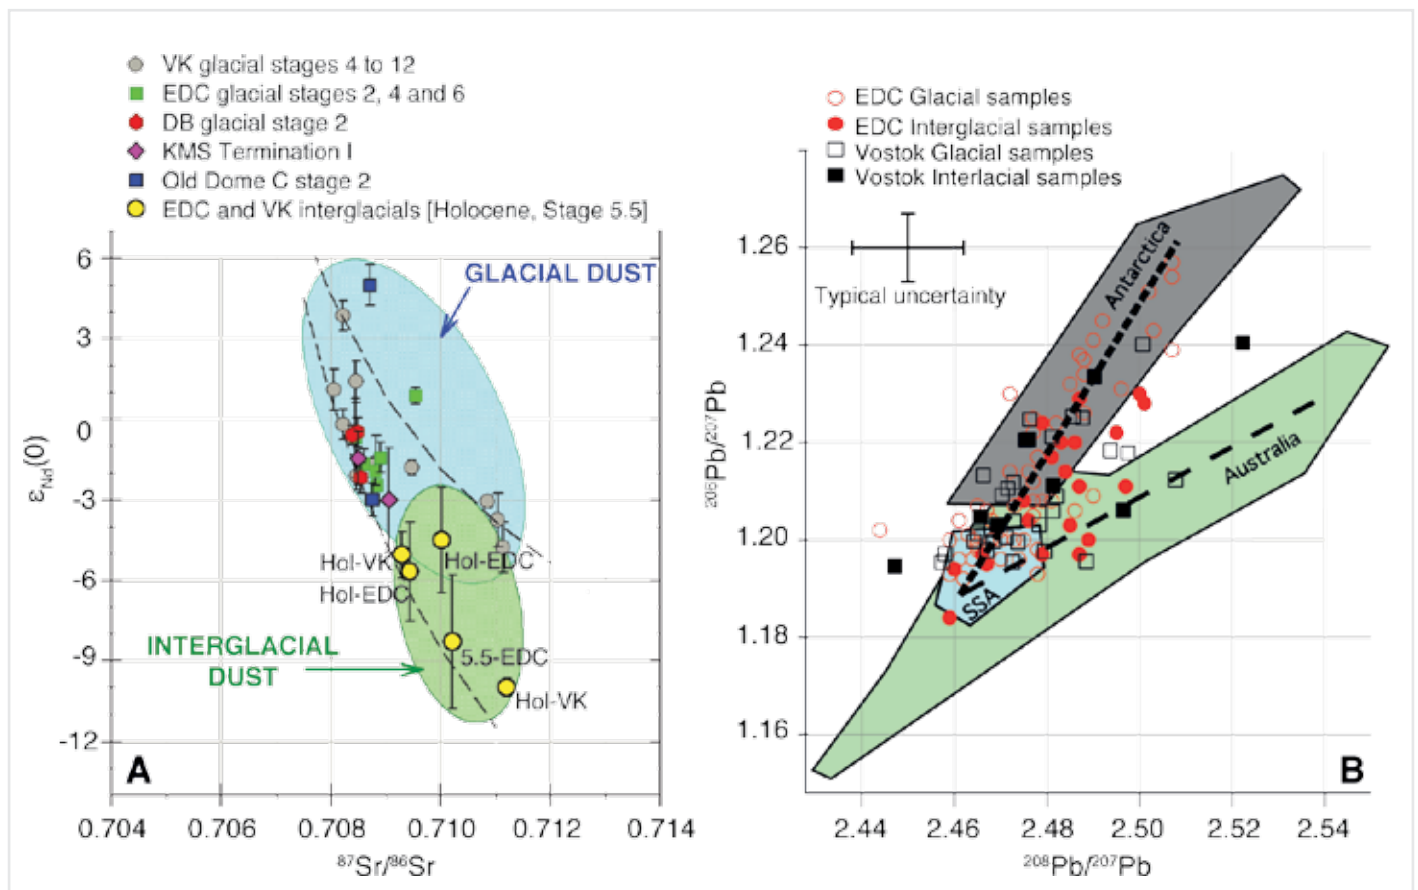 VK glacial stages 4 to 12
EDC glacial stages 2, 4 and 6
DB glacial stage 2
KMS Termination I
Old Dome C stage 2
EDC and VK interglacials [Holocene, Stage 5.5]
6
3
0
-3
-6
-9
-12
εNd(0)
GLACIAL DUST
Hol-VK
Hol-EDC
Hol-EDC
INTERGLACIAL
DUST
5.5-EDC
Hol-VK
A
0.704
0.706
0.708
0.710
0.712
0.714
87Sr/86Sr
EDC Glacial samples
EDC Interglacial samples
Vostok Glacial samples
Vostok Interlacial samples
Typical uncertainty
1.26
1.24
1.22
1.20
1.18
1.16
206Pb/207Pb
Antarctica
Australia
SSA
B
2.44
2.46
2.48
2.50
2.52
2.54
208Pb/207Pb